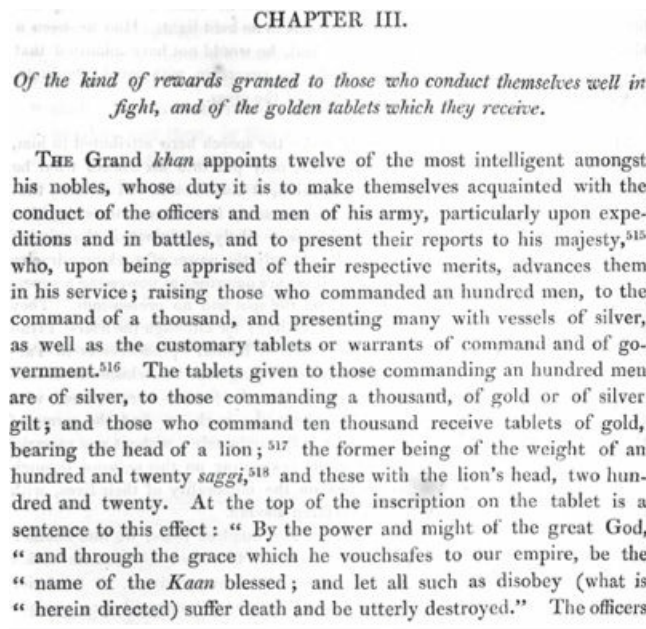 CHAPTER III.
Of the kind of rewards granted to those who conduct themselves well in
fight, and of the golden tablets which they receive.
The Grand khan appoints twelve of the most intelligent amongst
his nobles, whose duty it is to make themselves acquainted with the
conduct of the officers and men of his army, particularly upon expe-
ditions and in battles, and to present their reports to his majesty,515
who, upon being apprised of their respective merits, advances them
in his service; raising those who commanded an hundred men, to the
command of a thousand, and presenting many with vessels of silver,
as well as the customary tablets or warrants of command and of go-
vernment.516 The tablets given to those commanding an hundred men
are of silver, to those commanding a thousand, of gold or of silver
gilt; and those who command ten thousand receive tablets of gold,
bearing the head of a lion; 517 the former being of the weight of an
hundred and twenty saggi,518 and these with the lion's head, two hun-
dred and twenty. At the top of the inscription on the tablet is a
sentence to this effect: “ By the power and might of the great God,
“ and through the grace which he vouchsafes to our empire, be the
“ name of the Kaan blessed; and let all such as disobey (what is
“ herein directed) suffer death and be utterly destroyed.” The officers